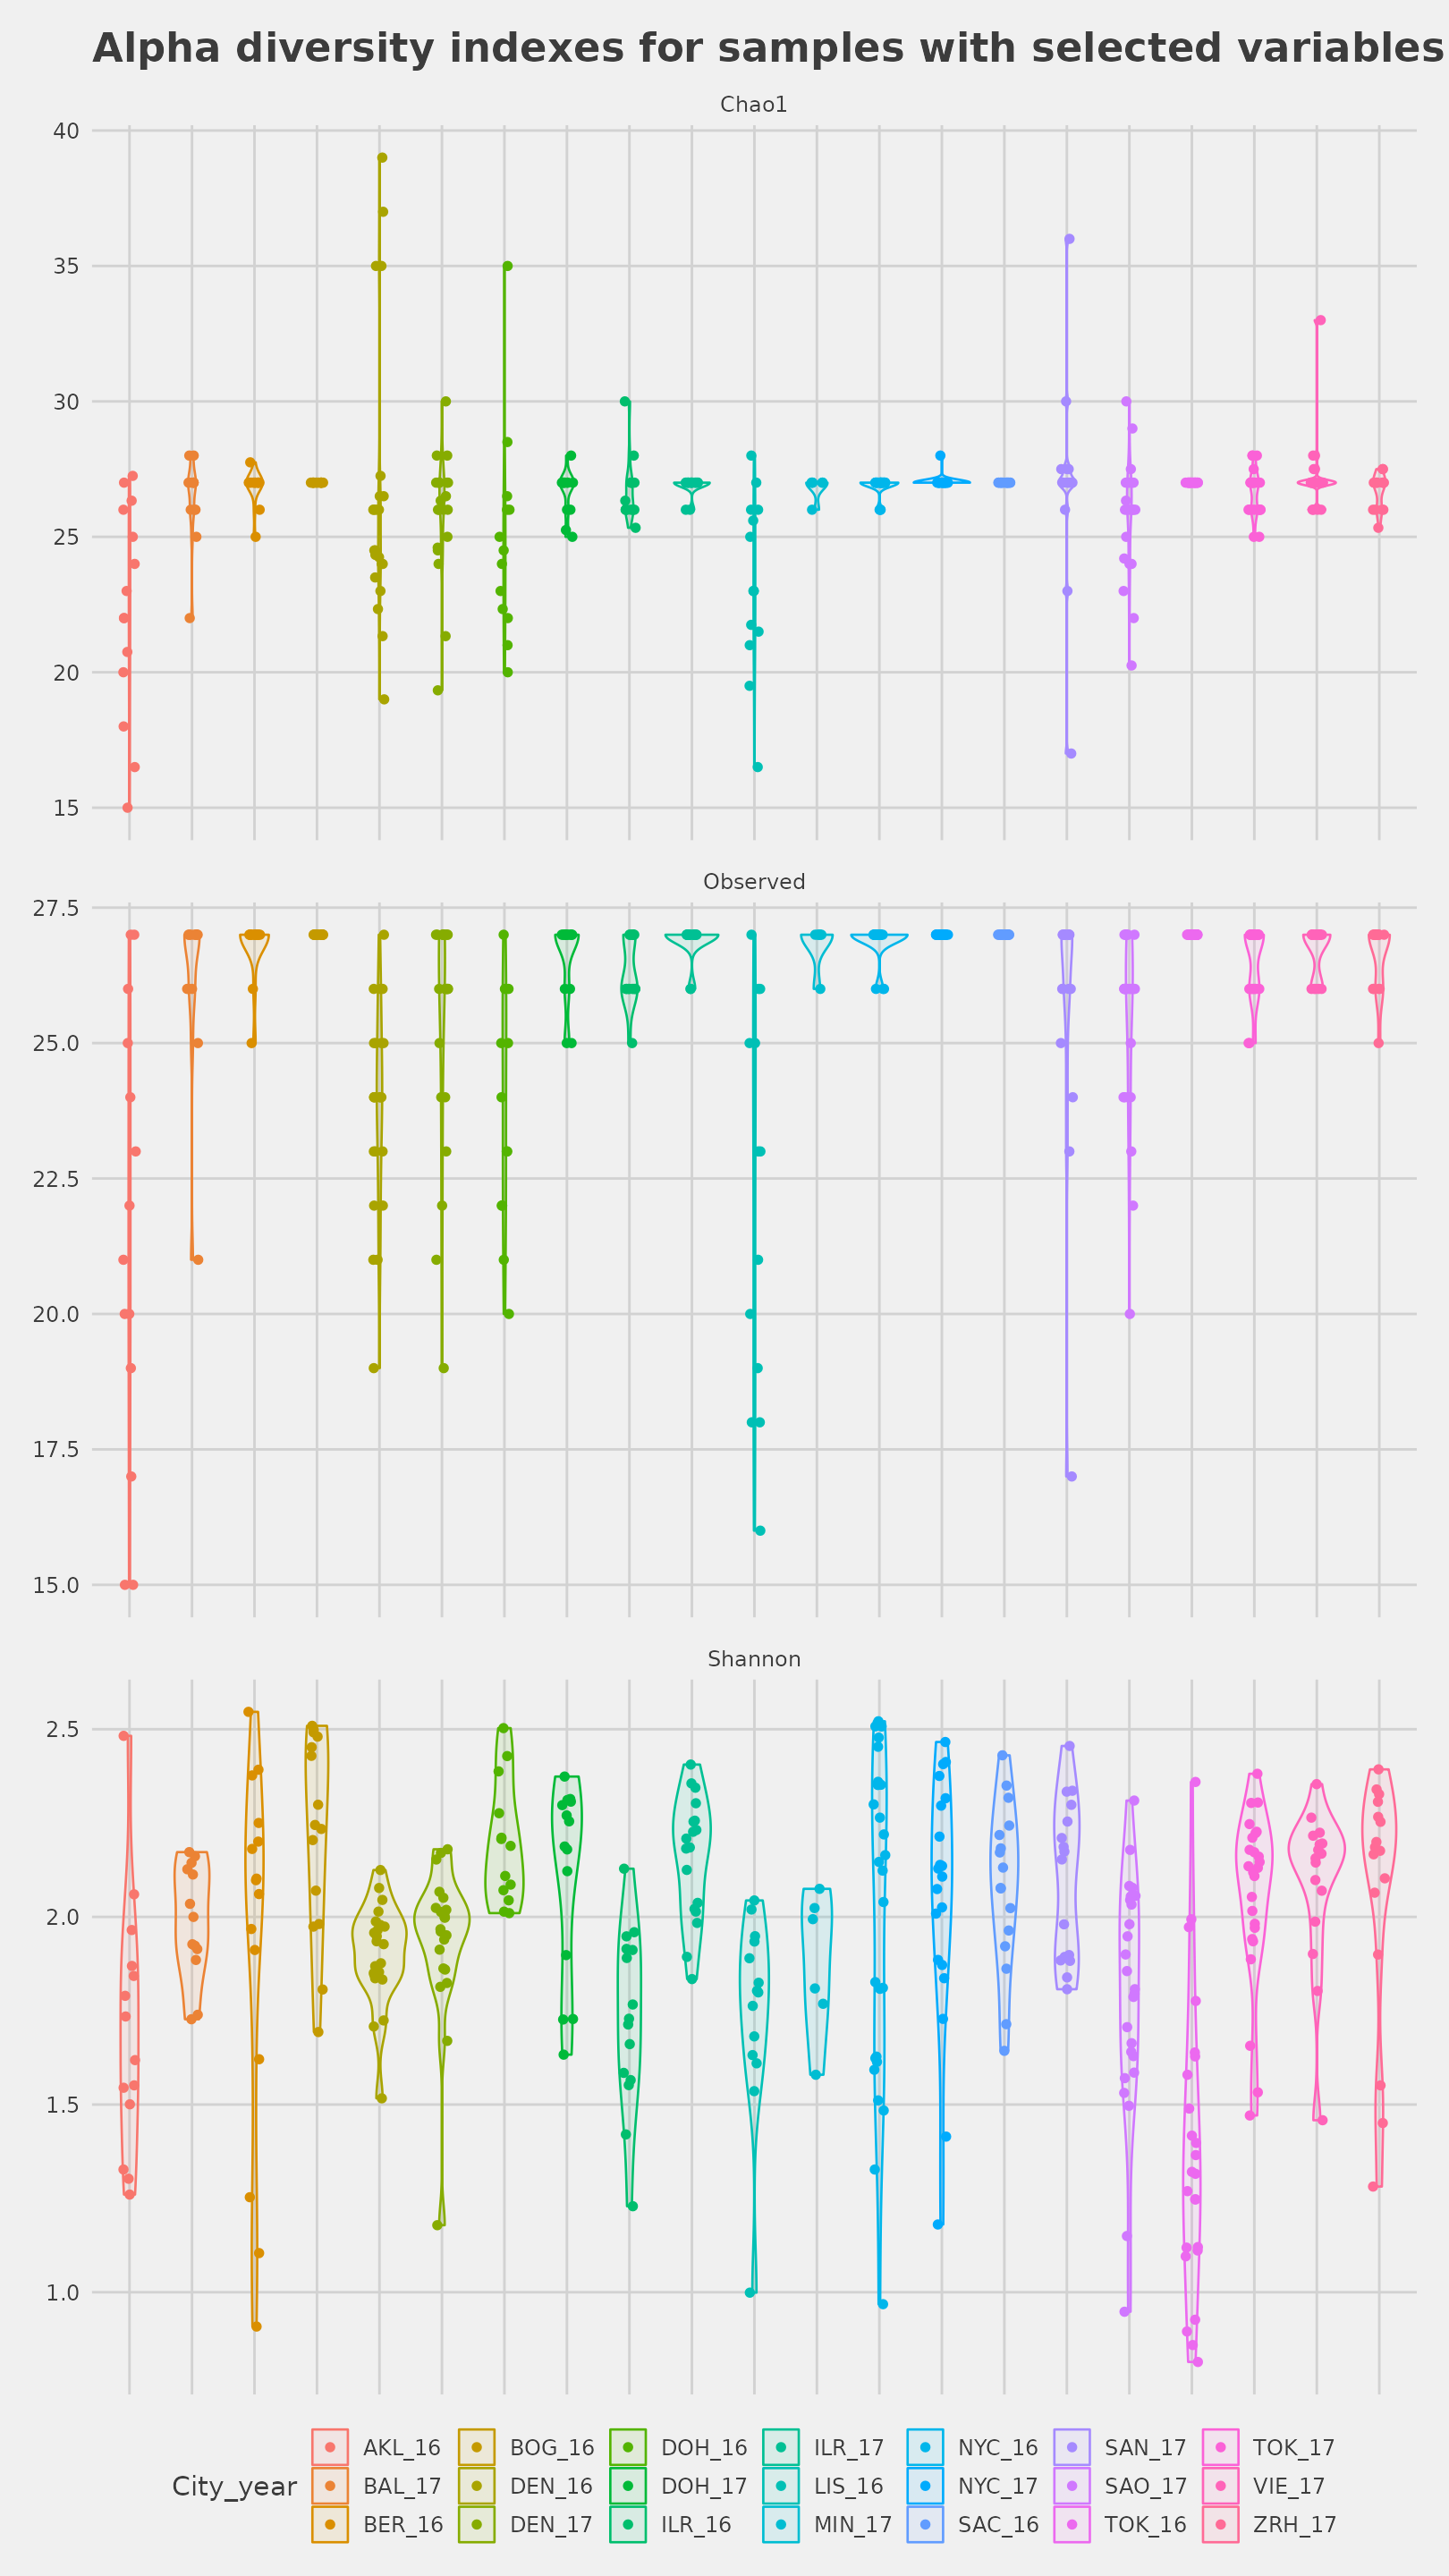 Alpha diversity indexes for samples with selected variables
Chao1
40
35
30
25
20
15
Observed
27.5
25.0
22.5
20.0
17.5
15.0
Shannon
2.5
2.0
1.5
1.0
AKL_16 BOG_16 DOH_16 ILR_17 NYC_16 SAN_17 TOK_17
City_year BAL_17 DEN_16 DOH_17 LIS_16 NYC_17 SAO_17 VIE_17
BER_16 DEN_17 ILR_16 MIN_17 SAC_16 TOK_16 ZRH_17